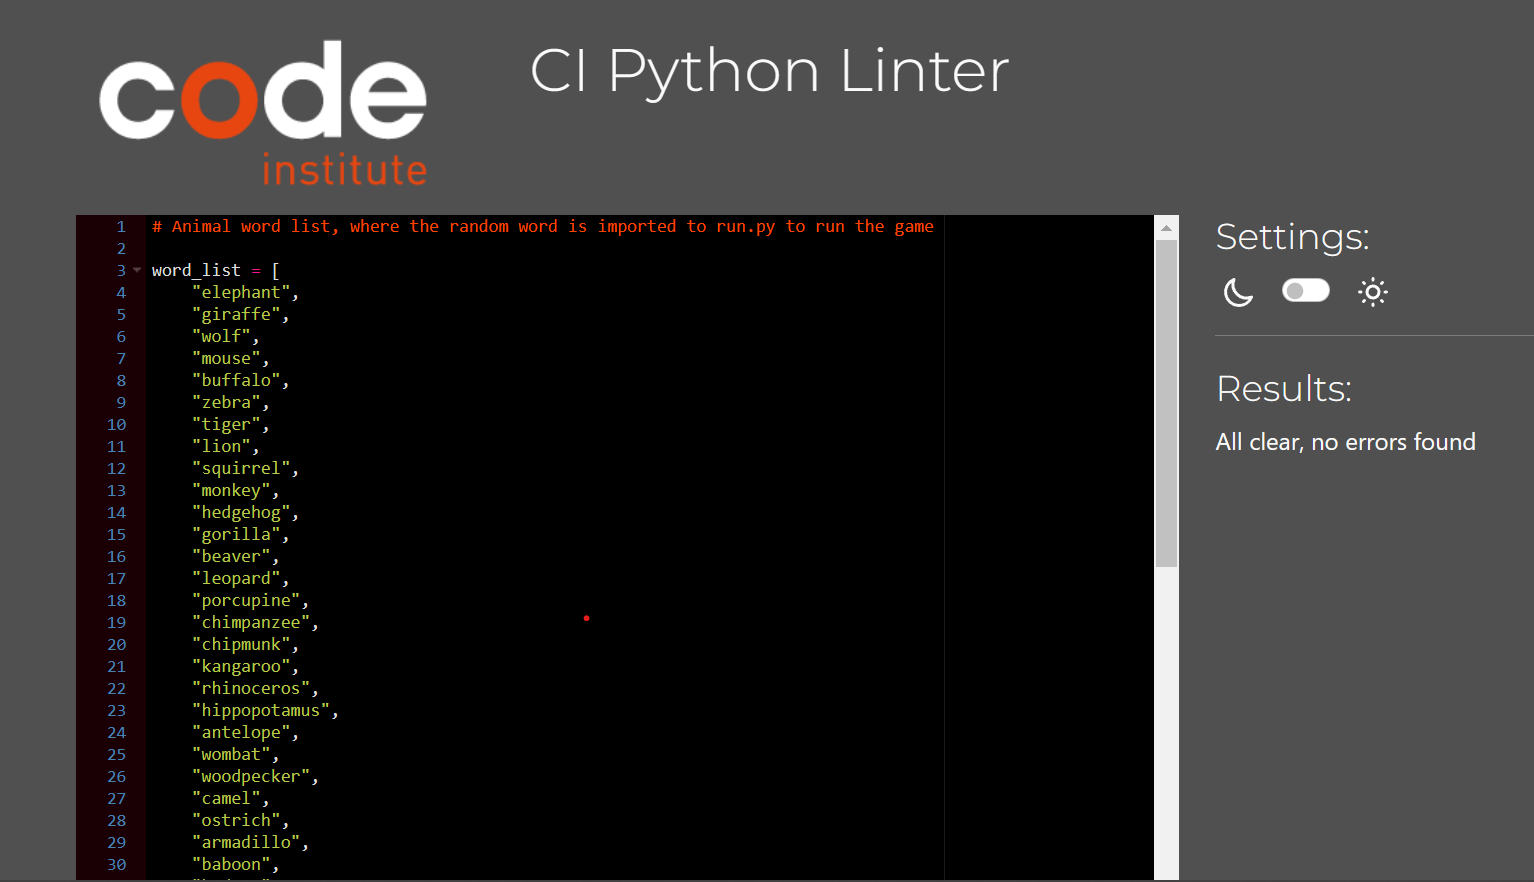 code
institute
CI Python Linter
1 # Animal word list, where the random word is imported to run.py to run the game
2
3 word_list = [
4     "elephant",
5     "giraffe",
6     "wolf",
7     "mouse",
8     "buffalo",
9     "zebra",
10     "tiger",
11     "lion",
12     "squirrel",
13     "monkey",
14     "hedgehog",
15     "gorilla",
16     "beaver",
17     "leopard",
18     "porcupine",
19     "chimpanzee",
20     "chipmunk",
21     "kangaroo",
22     "rhinoceros",
23     "hippopotamus",
24     "antelope",
25     "wombat",
26     "woodpecker",
27     "camel",
28     "ostrich",
29     "armadillo",
30     "baboon",
Settings:
Results:
All clear, no errors found